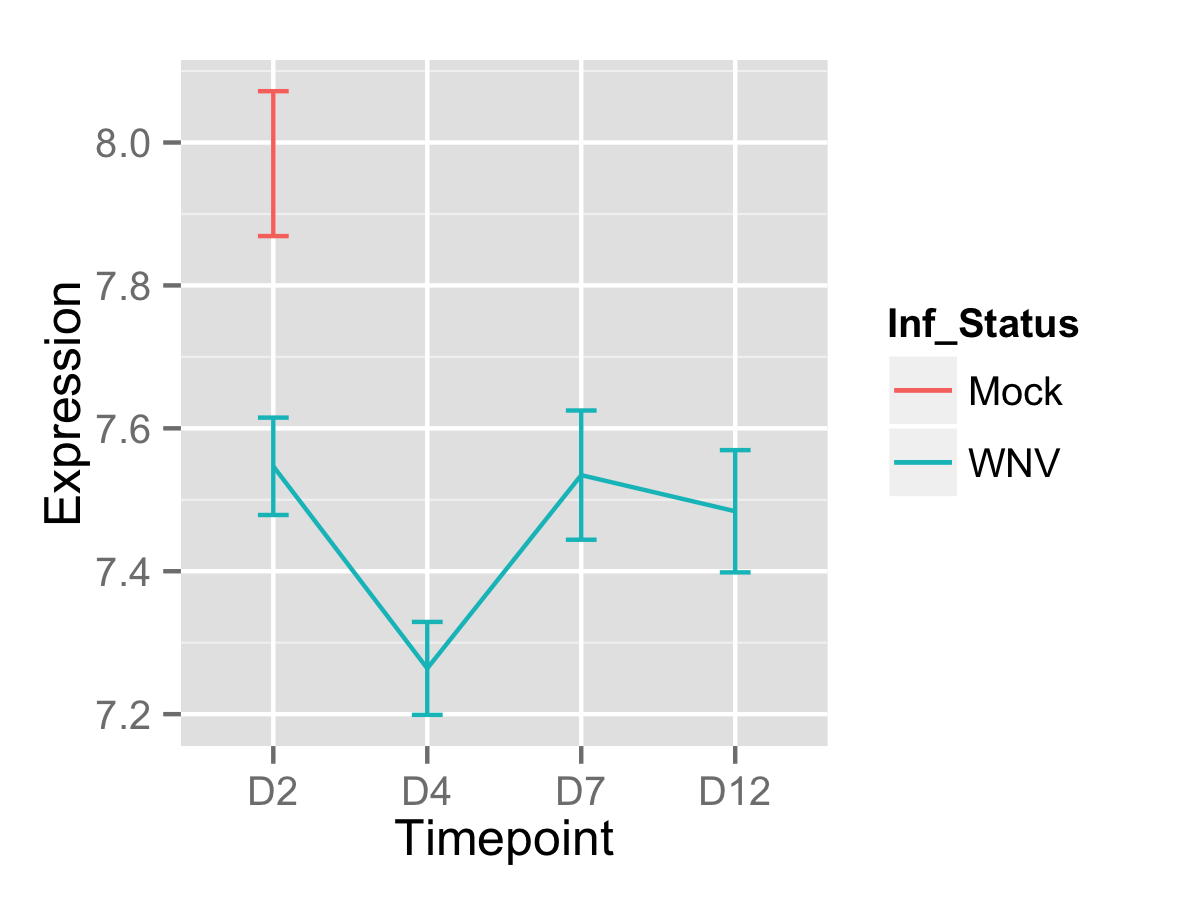 Expression
8.0
7.8
7.6
7.4
7.2
D2 D4 D7 D12
Timepoint
Inf_Status
Mock
WNV